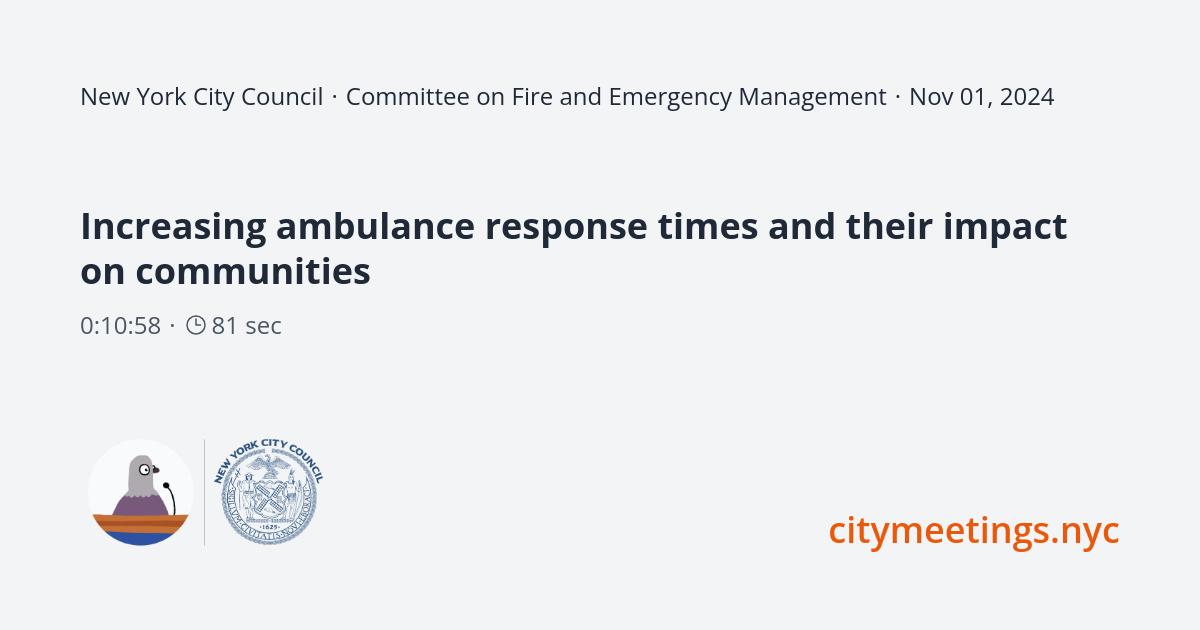 New York City Council · Committee on Fire and Emergency Management · Nov 01, 2024
Increasing ambulance response times and their impact
on communities
0:10:58 · 81 sec
NEW YORK CITY COUNCIL
SIGILLUM CIVITATIS NOVI EBORACI
·1625·
citymeetings.nyc